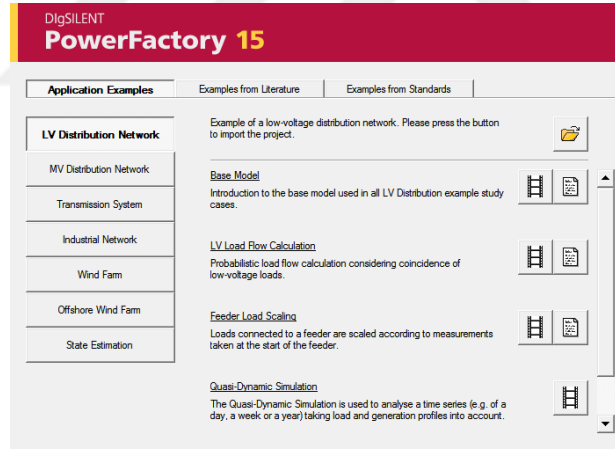 DIgSILENT
PowerFactory 15
Application Examples
Examples from Literature
Examples from Standards
LV Distribution Network
MV Distribution Network
Transmission System
Industrial Network
Wind Farm
Offshore Wind Farm
State Estimation
Example of a low-voltage distribution network. Please press the button
to import the project.
Base Model
Introduction to the base model used in all LV Distribution example study
cases.
LV Load Flow Calculation
Probabilistic load flow calculation considering coincidence of
low-voltage loads.
Feeder Load Scaling
Loads connected to a feeder are scaled according to measurements
taken at the start of the feeder.
Quasi-Dynamic Simulation
The Quasi-Dynamic Simulation is used to analyse a time series (e.g. of a
day, a week or a year) taking load and generation profiles into account.